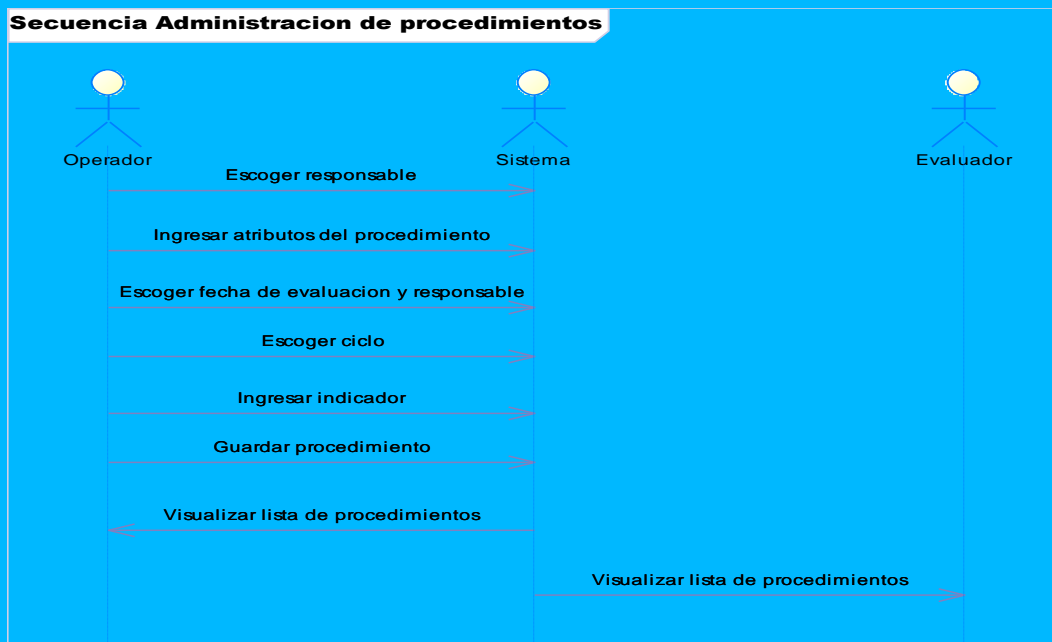 Secuencia Administracion de procedimientos
Operador
Sistema
Evaluador
Escoger responsable
Ingresar atributos del procedimiento
Escoger fecha de evaluacion y responsable
Escoger ciclo
Ingresar indicador
Guardar procedimiento
Visualizar lista de procedimientos
Visualizar lista de procedimientos